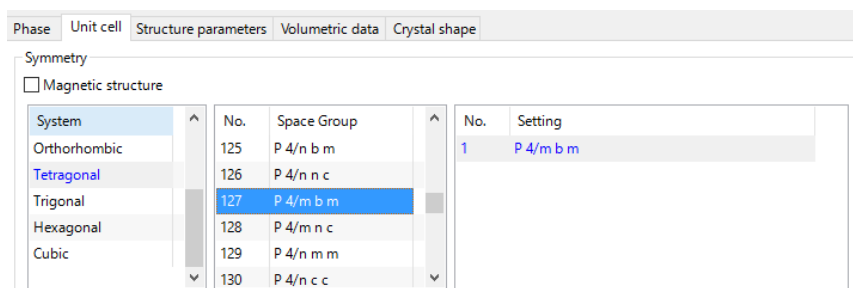 Phase Unit cell Structure parameters Volumetric data Crystal shape
Symmetry
Magnetic structure
System No. Space Group No. Setting
Orthorhombic 125 P 4/n b m 1 P 4/m b m
Tetragonal 126 P 4/n n c
Trigonal 127 P 4/m b m
Hexagonal 128 P 4/m n c
Cubic 129 P 4/n m m
130 P 4/n c c